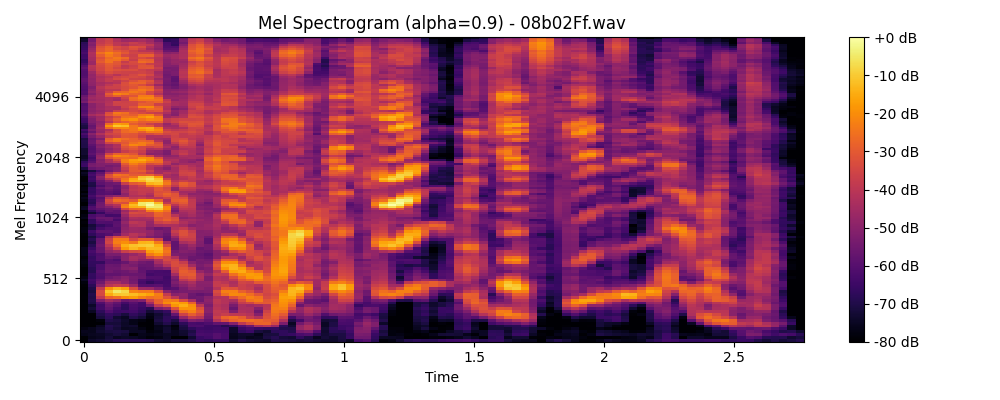 Mel Spectrogram (alpha=0.9) - 08b02Ff.wav
Mel Frequency
4096
2048
1024
512
0
0
0.5
1
1.5
2
2.5
Time
+0 dB
-10 dB
-20 dB
-30 dB
-40 dB
-50 dB
-60 dB
-70 dB
-80 dB